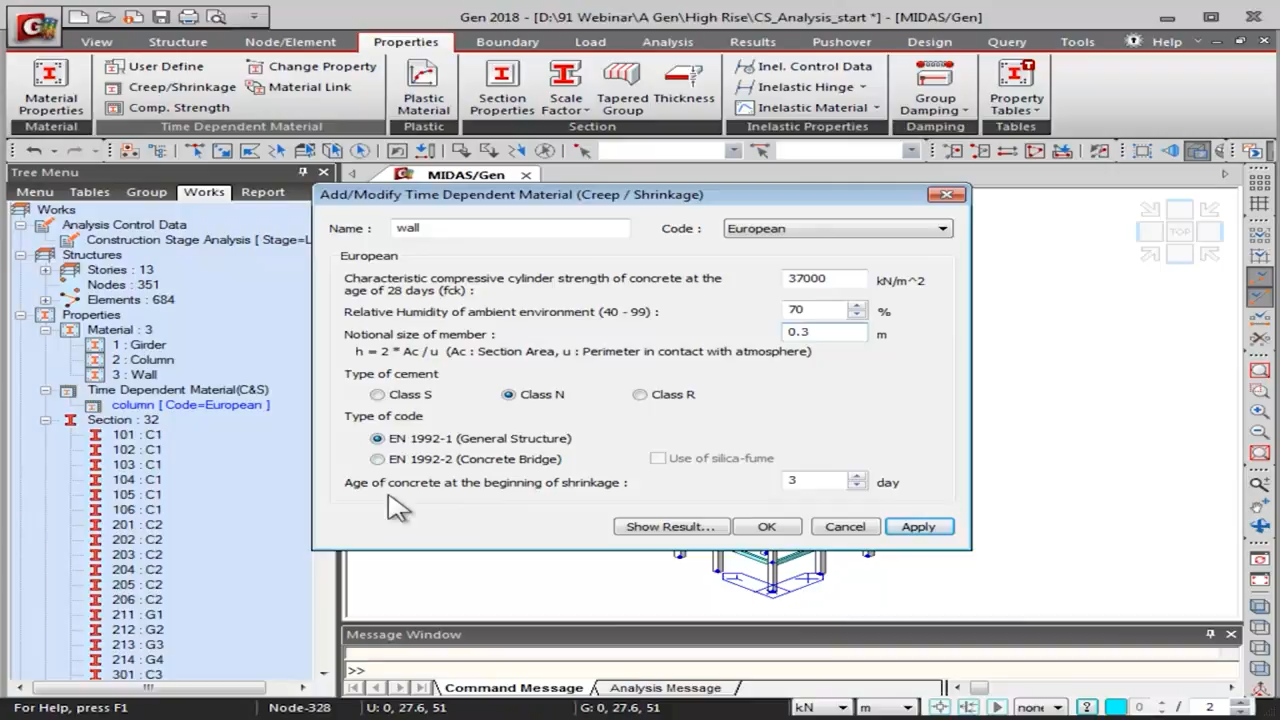 Gen 2018 - [D:\91 Webinar\A Gen\High Rise\CS_Analysis_start *] - [MIDAS/Gen]
View Structure Node/Element Properties Boundary Load Analysis Results Pushover Design Query Tools Help
Material Properties
User Define
Creep/Shrinkage
Comp. Strength
Change Property
Material Link
Plastic Material
Section Properties
Scale Factor
Tapered Group
Thickness
Inel. Control Data
Inelastic Hinge
Inelastic Material
Group Damping
Property Tables
Material Time Dependent Material Plastic Section Inelastic Properties Damping Tables
Tree Menu
MIDAS/Gen
Menu Tables Group Works Report
Works
Analysis Control Data
Construction Stage Analysis [ Stage=L
Structures
Stories : 13
Nodes : 351
Elements : 684
Properties
Material : 3
1 : Girder
2 : Column
3 : Wall
Time Dependent Material(C&S)
column [ Code=European ]
Section : 32
101 : C1
102 : C1
103 : C1
104 : C1
105 : C1
106 : C1
201 : C2
202 : C2
203 : C2
204 : C2
205 : C2
206 : C2
211 : G1
212 : G2
213 : G3
214 : G4
301 : C3
Add/Modify Time Dependent Material (Creep / Shrinkage)
Name : wall Code : European
European
Characteristic compressive cylinder strength of concrete at the
age of 28 days (fck) : 37000 kN/m^2
Relative Humidity of ambient environment (40 - 99) : 70 %
Notional size of member : 0.3 m
h = 2 * Ac / u (Ac : Section Area, u : Perimeter in contact with atmosphere)
Type of cement
Class S Class N Class R
Type of code
EN 1992-1 (General Structure)
EN 1992-2 (Concrete Bridge) Use of silica-fume
Age of concrete at the beginning of shrinkage : 3 day
Show Result... OK Cancel Apply
TOP
Message Window
>>
Command Message Analysis Message
For Help, press F1 Node-328 U: 0, 27.6, 51 G: 0, 27.6, 51 kN m none ? 0 / 2